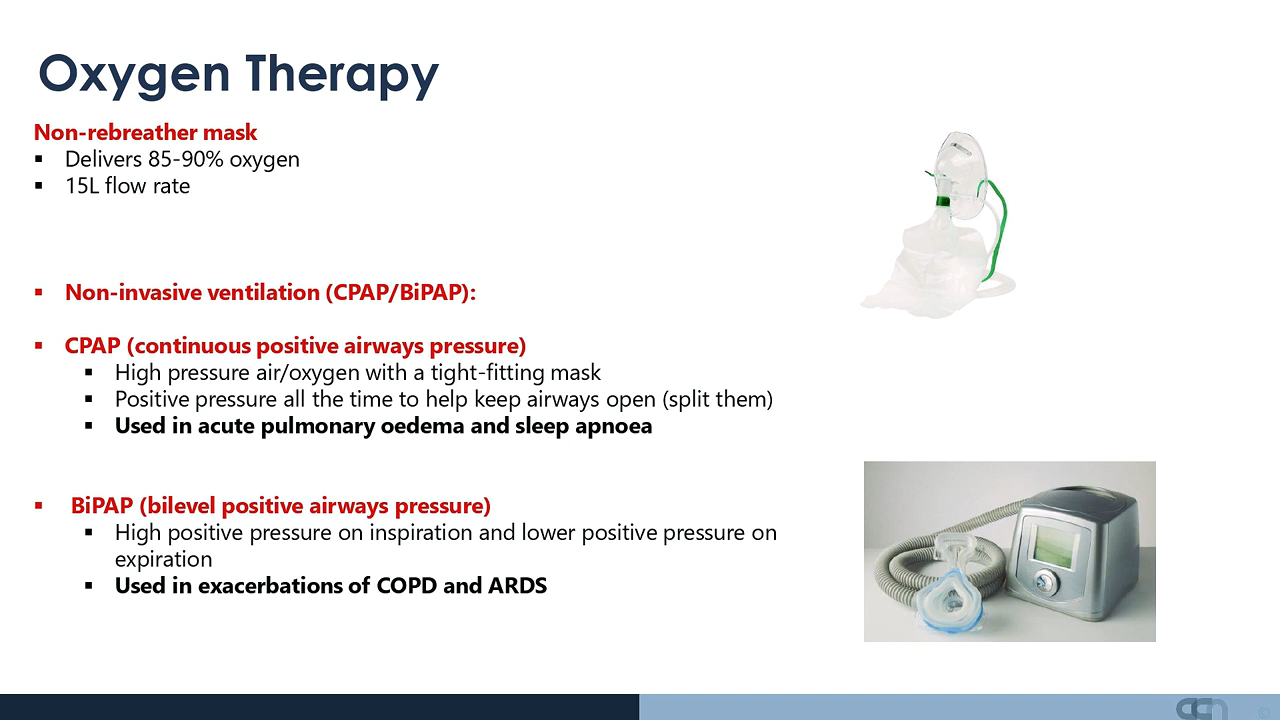 Oxygen Therapy
Non-rebreather mask
▪ Delivers 85-90% oxygen
▪ 15L flow rate
▪ Non-invasive ventilation (CPAP/BiPAP):
▪ CPAP (continuous positive airways pressure)
▪ High pressure air/oxygen with a tight-fitting mask
▪ Positive pressure all the time to help keep airways open (split them)
▪ Used in acute pulmonary oedema and sleep apnoea
▪ BiPAP (bilevel positive airways pressure)
▪ High positive pressure on inspiration and lower positive pressure on
expiration
▪ Used in exacerbations of COPD and ARDS